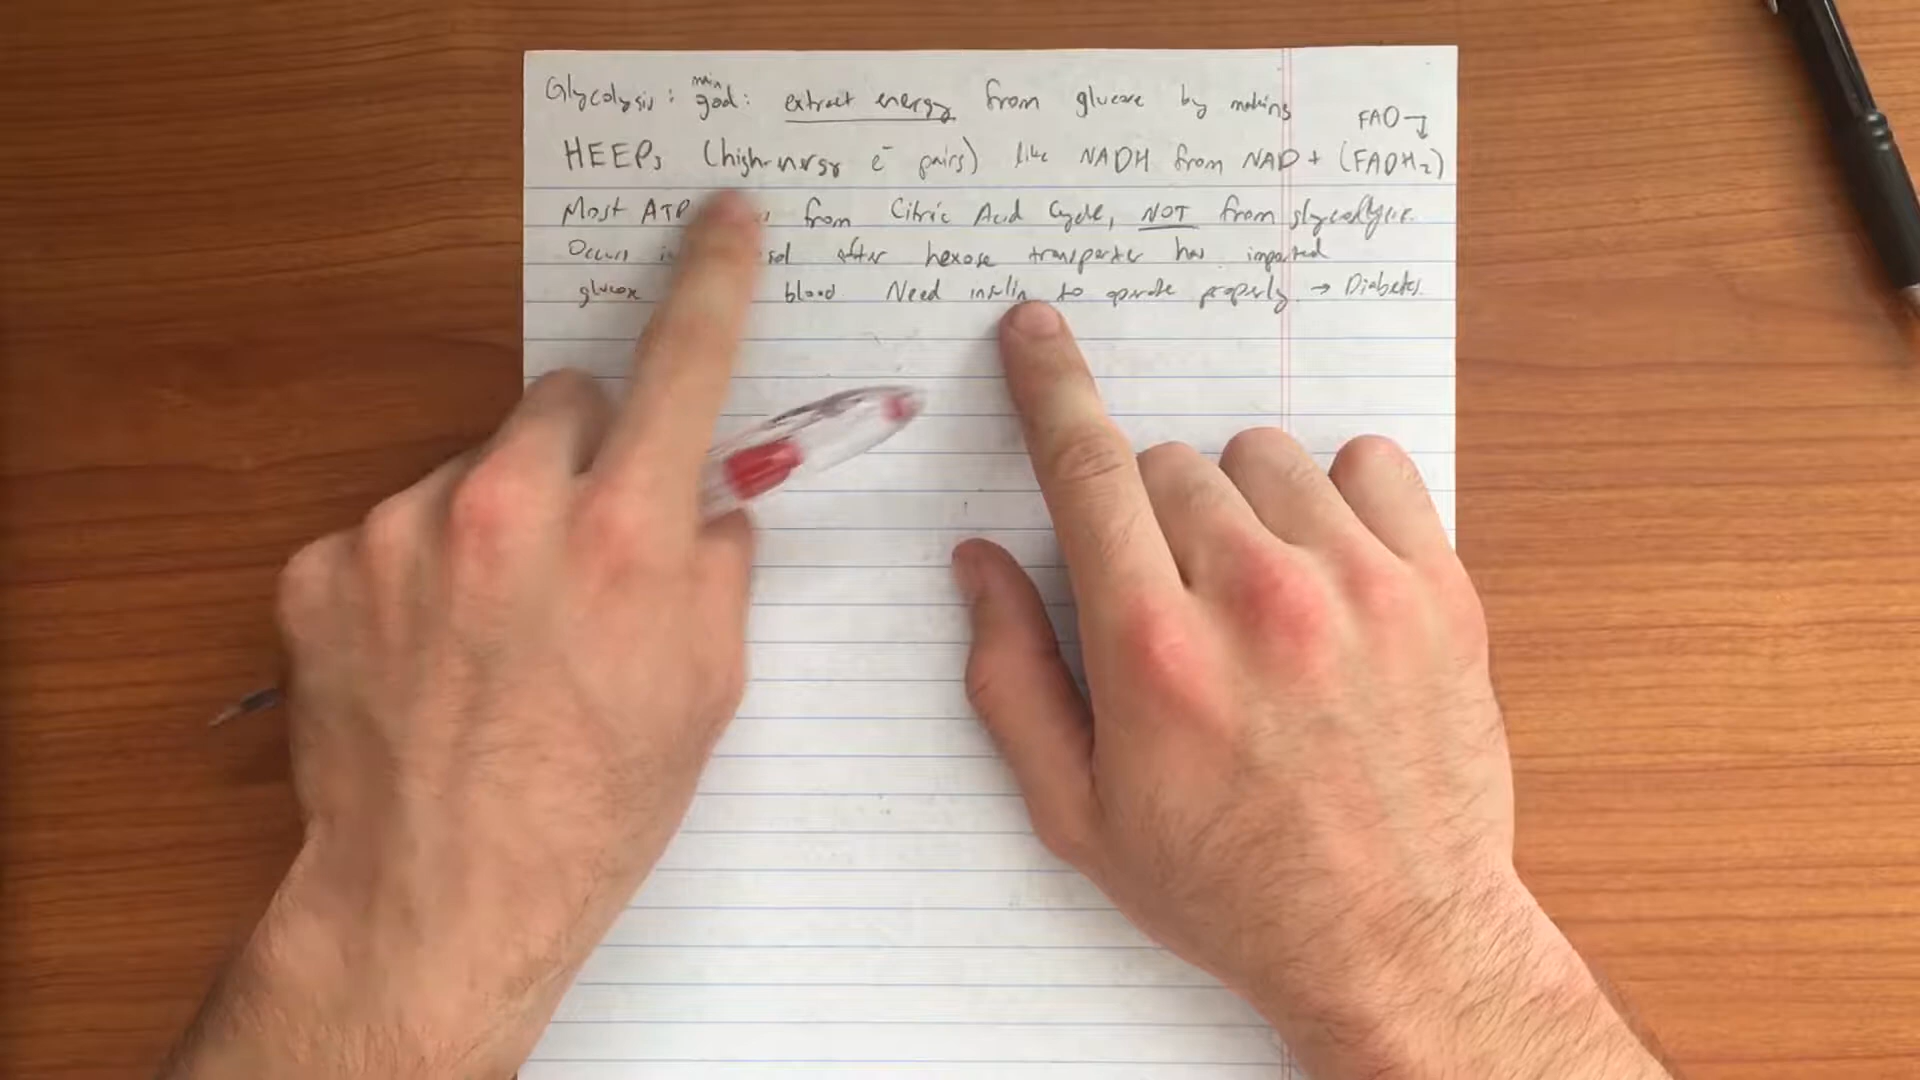 Glycolysis: main goal: extract energy from glucose by making FAD
HEEPs (high-energy e⁻ pairs) like NADH from NAD+ (FADH₂)
Most ATP from Citric Acid Cycle, NOT from glycolysis.
Occurs in sol after hexose transporter has imported
glucose blood. Need insulin to operate properly. → Diabetes.